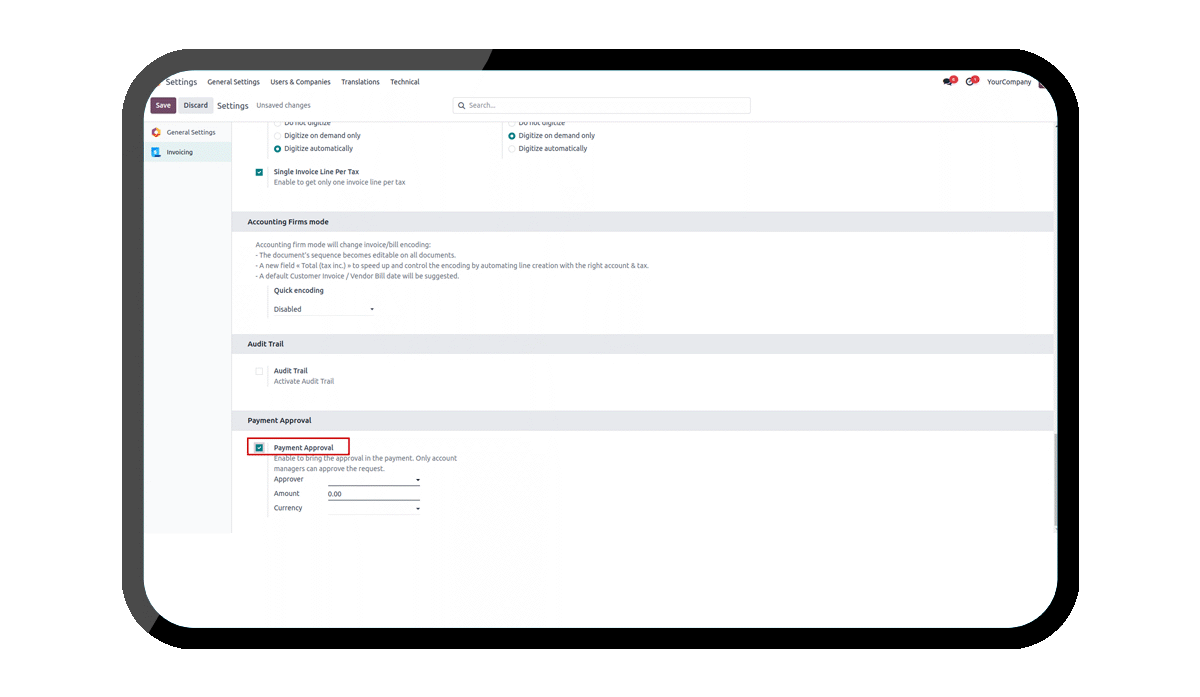 Settings General Settings Users & Companies Translations Technical YourCompany
Save Discard Settings Unsaved changes Search...
General Settings
Invoicing
Do not digitize Do not digitize
Digitize on demand only Digitize on demand only
Digitize automatically Digitize automatically
Single Invoice Line Per Tax
Enable to get only one invoice line per tax
Accounting Firms mode
Accounting firm mode will change invoice/bill encoding:
- The document's sequence becomes editable on all documents.
- A new field « Total (tax inc.) » to speed up and control the encoding by automating line creation with the right account & tax.
- A default Customer Invoice / Vendor Bill date will be suggested.
Quick encoding
Disabled
Audit Trail
Audit Trail
Activate Audit Trail
Payment Approval
Payment Approval
Enable to bring the approval in the payment. Only account
managers can approve the request.
Approver
Amount 0.00
Currency